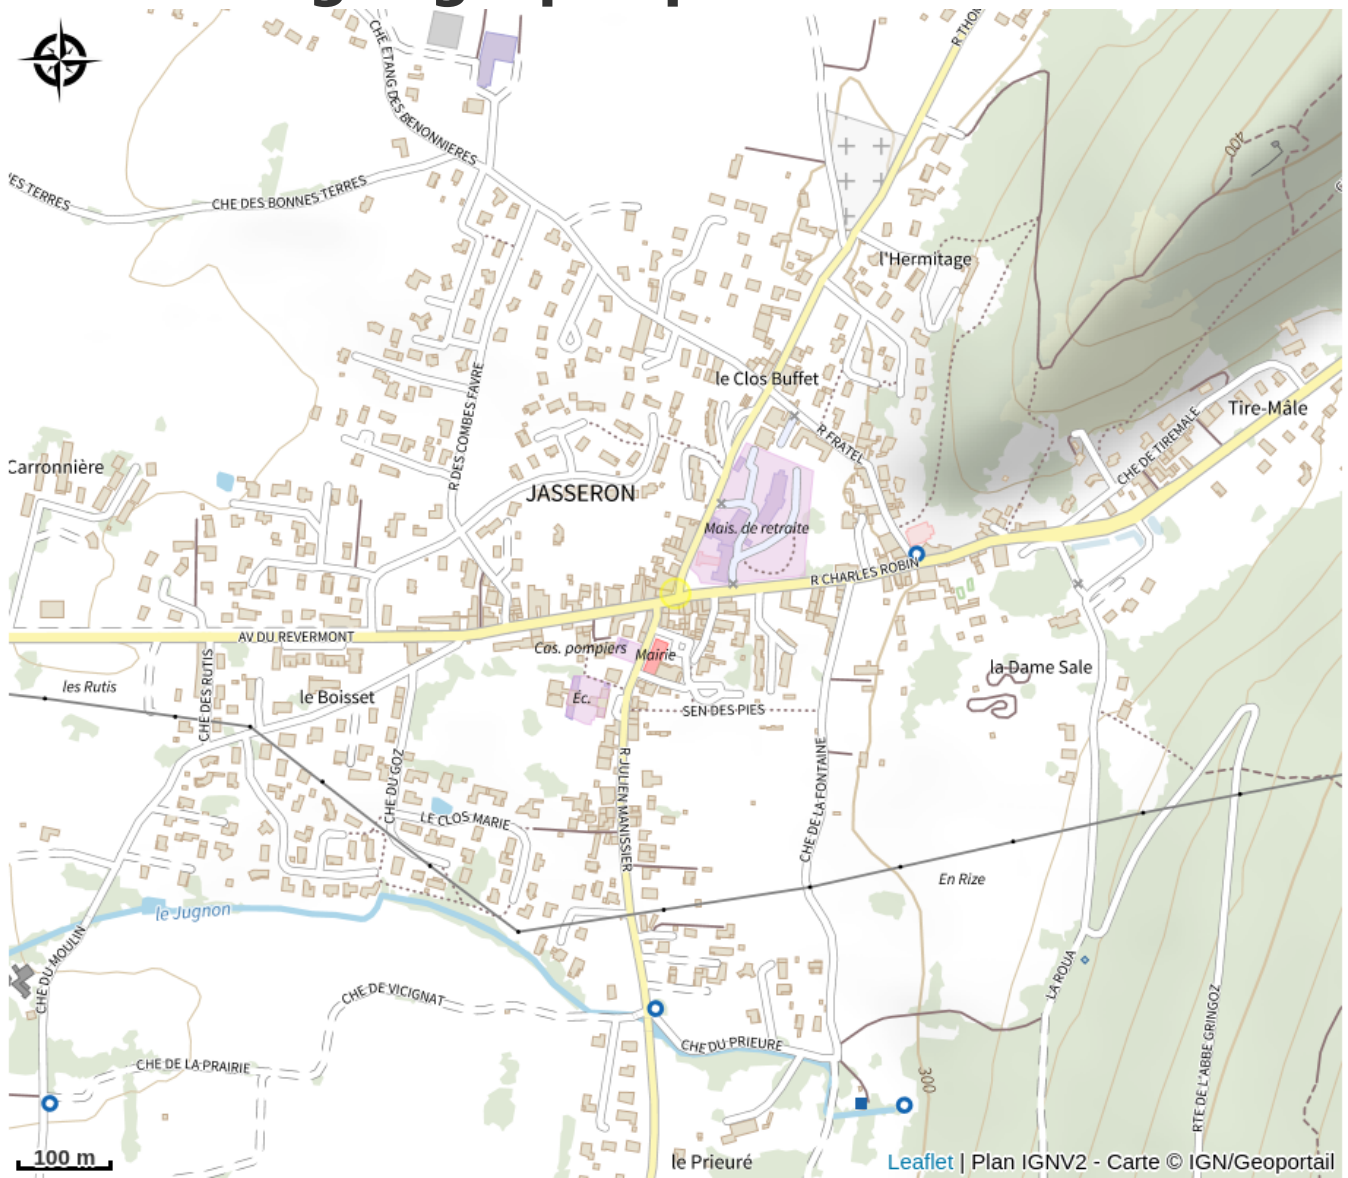 CHE ETANG DES BENONNIERES
R THON
400
ES TERRES
CHE DES BONNES TERRES
l'Hermitage
le Clos Buffet
Tire-Mâle
R DES COMBES FAVRE
R FRATEL
CHE DE TIREMALE
Carronnière
JASSERON
Mais. de retraite
R CHARLES ROBIN
AV DU REVERMONT
Cas. pompiers
Mairie
la Dame Sale
les Rutis
CHE DES RUTIS
le Boisset
Éc.
SEN DES PIES
R JULIEN MANISSIER
CHE DU GOZ
CHE DE LA FONTAINE
LE CLOS MARIE
En Rize
le Jugnon
CHE DU MOULIN
CHE DE VICIGNAT
LA ROUA
RTE DE L'ABBE GRINGOZ
CHE DU PRIEURE
CHE DE LA PRAIRIE
300
100 m
le Prieuré
Leaflet | Plan IGNV2 - Carte © IGN/Geoportail